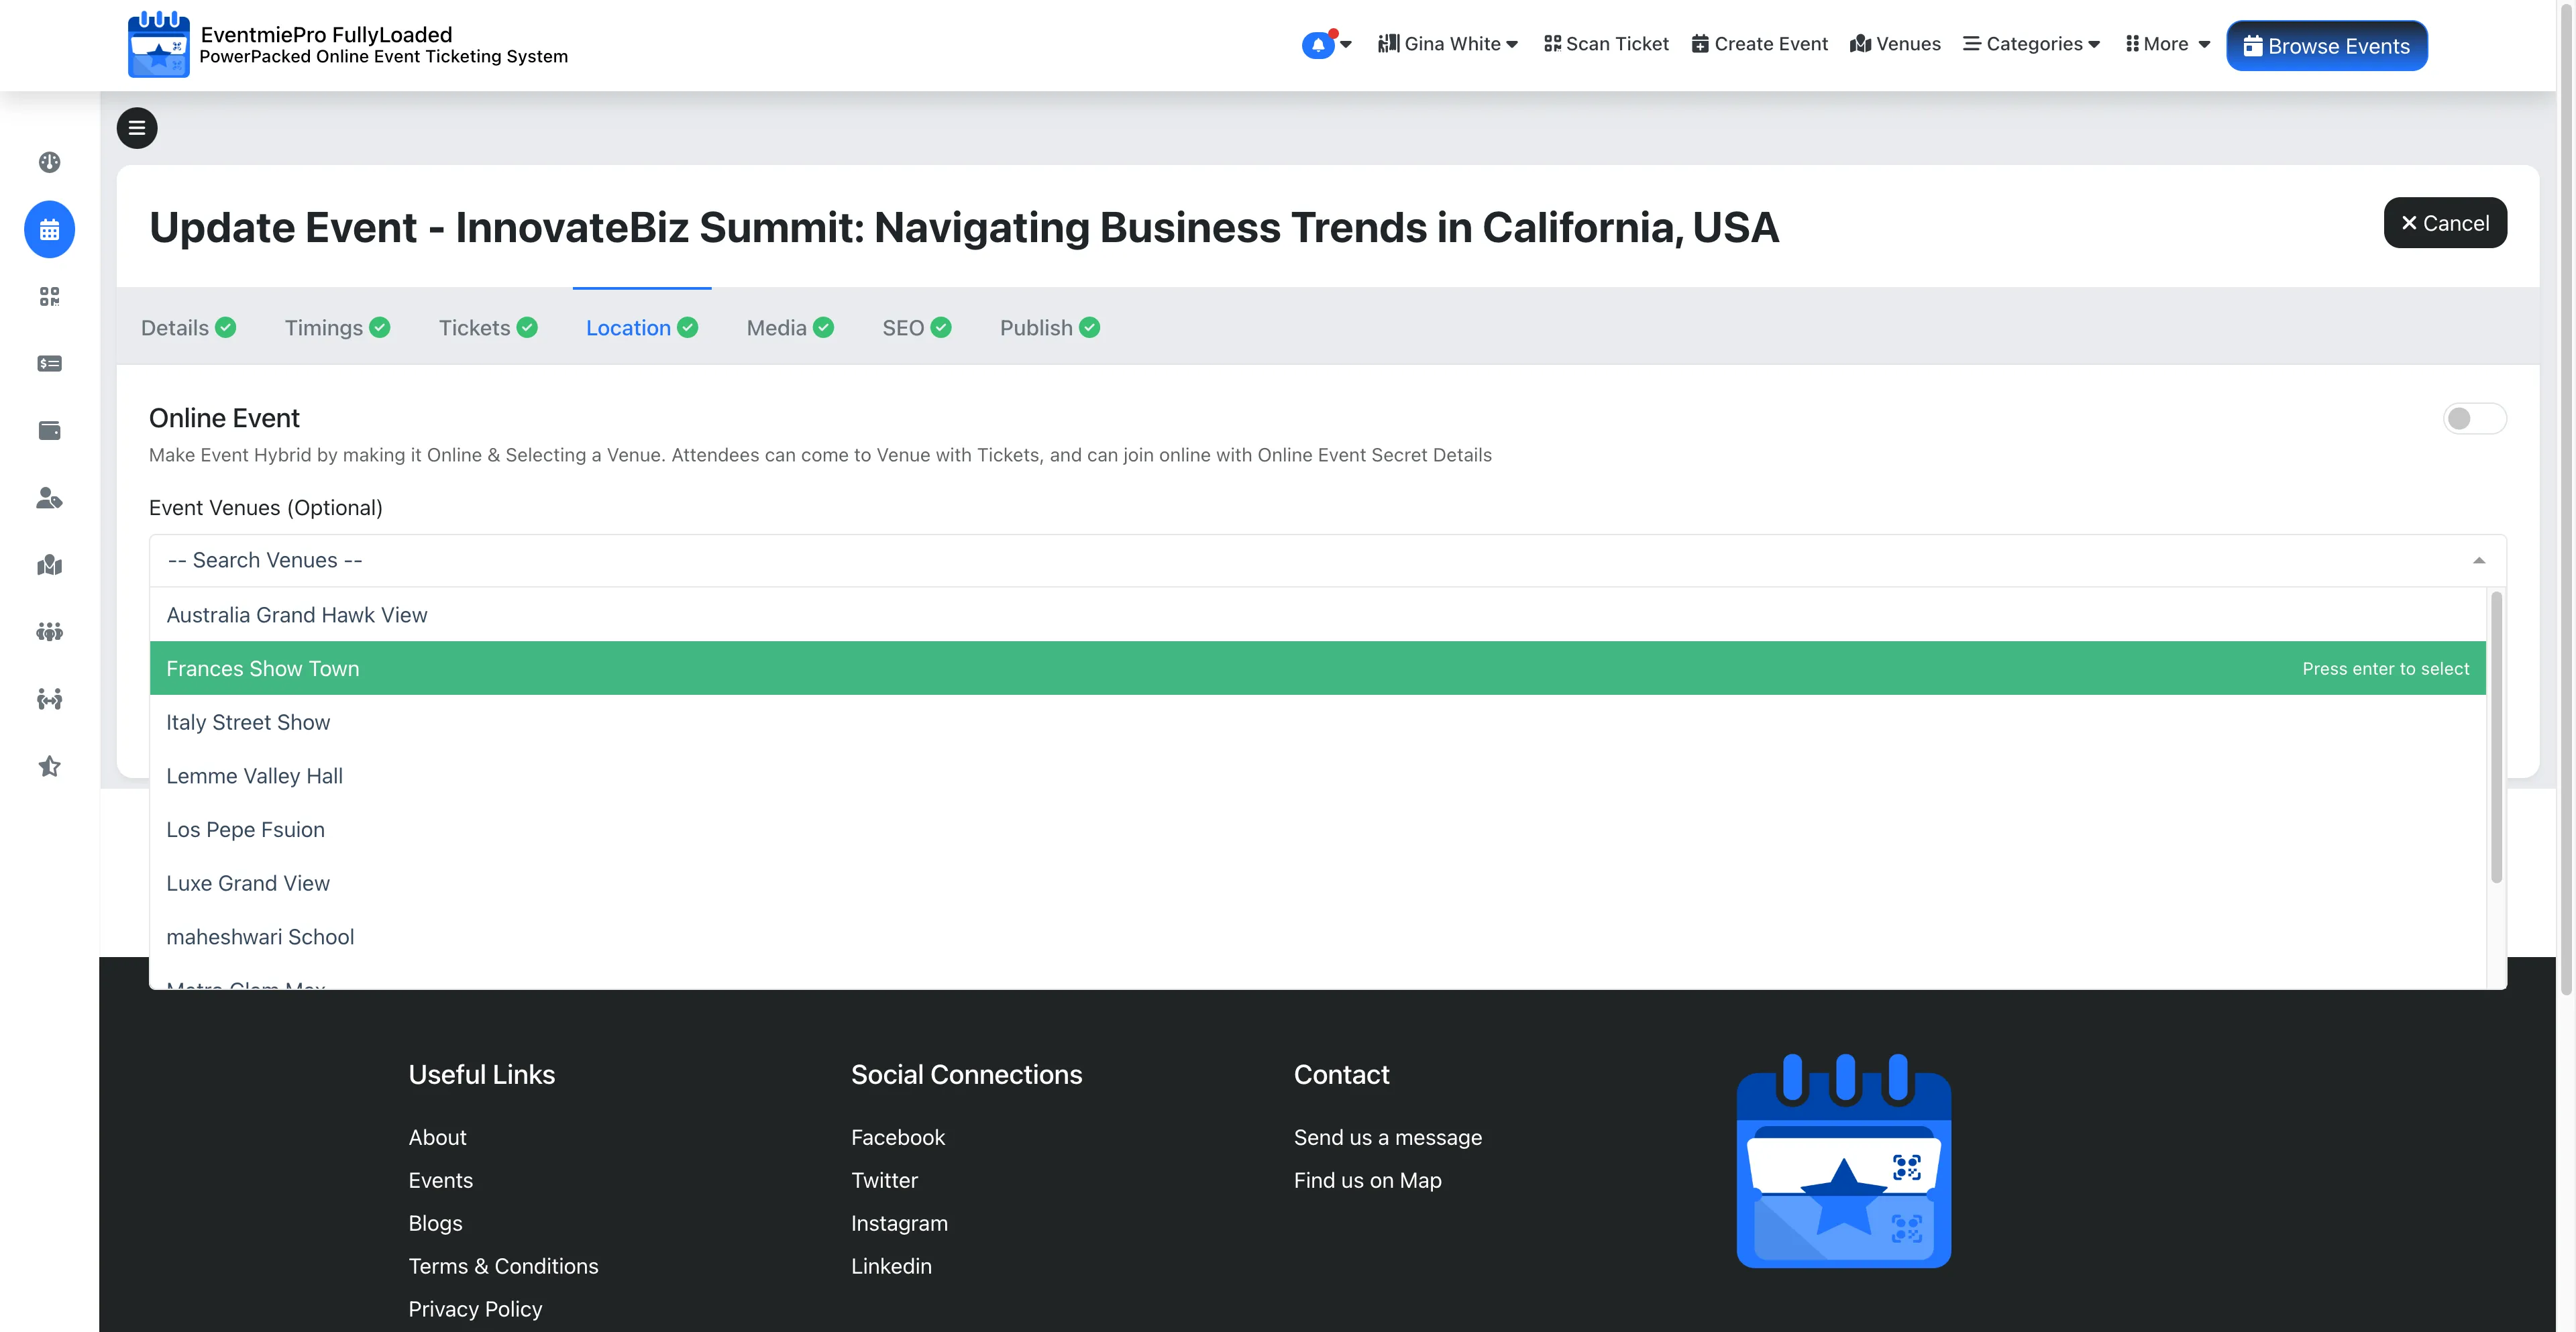 EventmiePro FullyLoaded
PowerPacked Online Event Ticketing System
Gina White
Scan Ticket
Create Event
Venues
Categories
More
Browse Events
Update Event - InnovateBiz Summit: Navigating Business Trends in California, USA
Cancel
Details
Timings
Tickets
Location
Media
SEO
Publish
Online Event
Make Event Hybrid by making it Online & Selecting a Venue. Attendees can come to Venue with Tickets, and can join online with Online Event Secret Details
Event Venues (Optional)
-- Search Venues --
Australia Grand Hawk View
Frances Show Town
Press enter to select
Italy Street Show
Lemme Valley Hall
Los Pepe Fsuion
Luxe Grand View
maheshwari School
Useful Links
About
Events
Blogs
Terms & Conditions
Privacy Policy
Social Connections
Facebook
Twitter
Instagram
Linkedin
Contact
Send us a message
Find us on Map